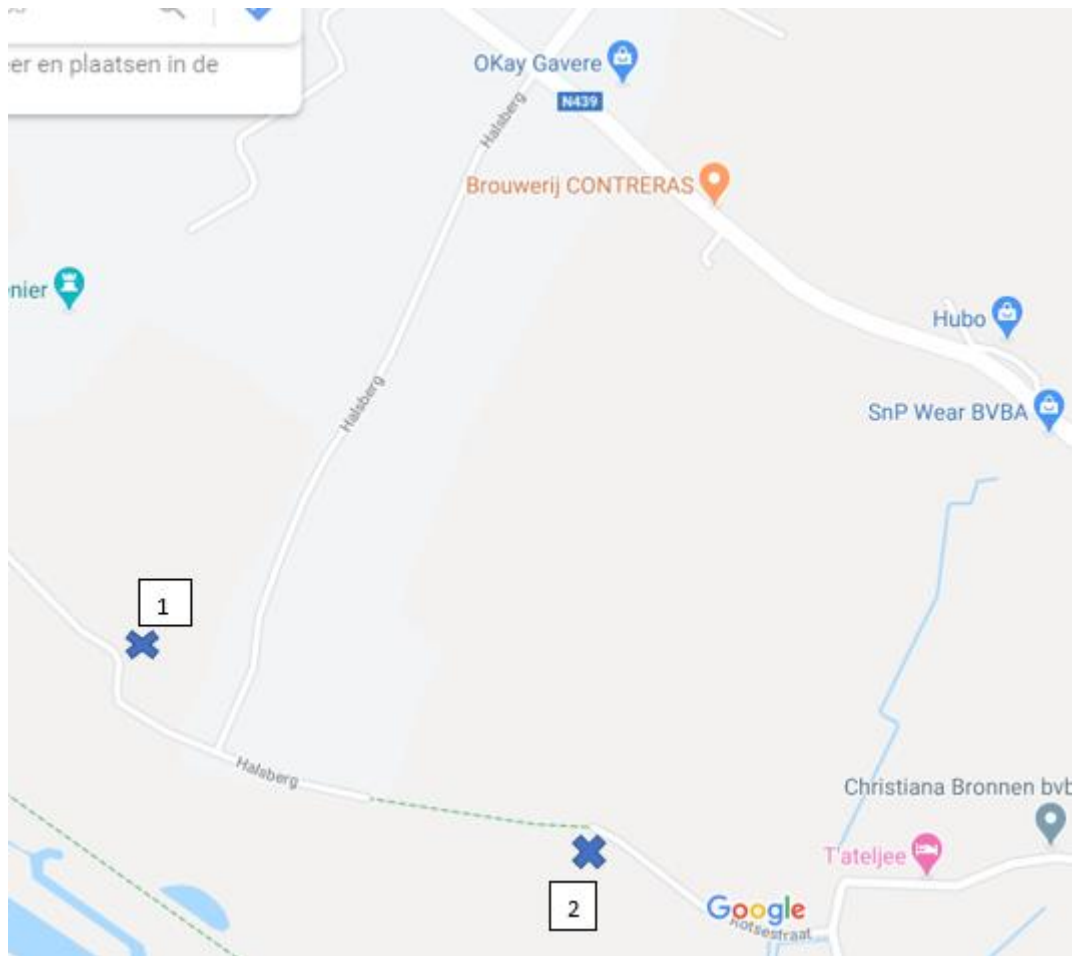 er en plaatsen in de
OKay Gavere
N439
Halsberg
Brouwerij CONTRERAS
nier
Hubo
Halsberg
SnP Wear BVBA
1
Halsberg
Christiana Bronnen bvb
T'ateljee
2
Google
Rotsestraat